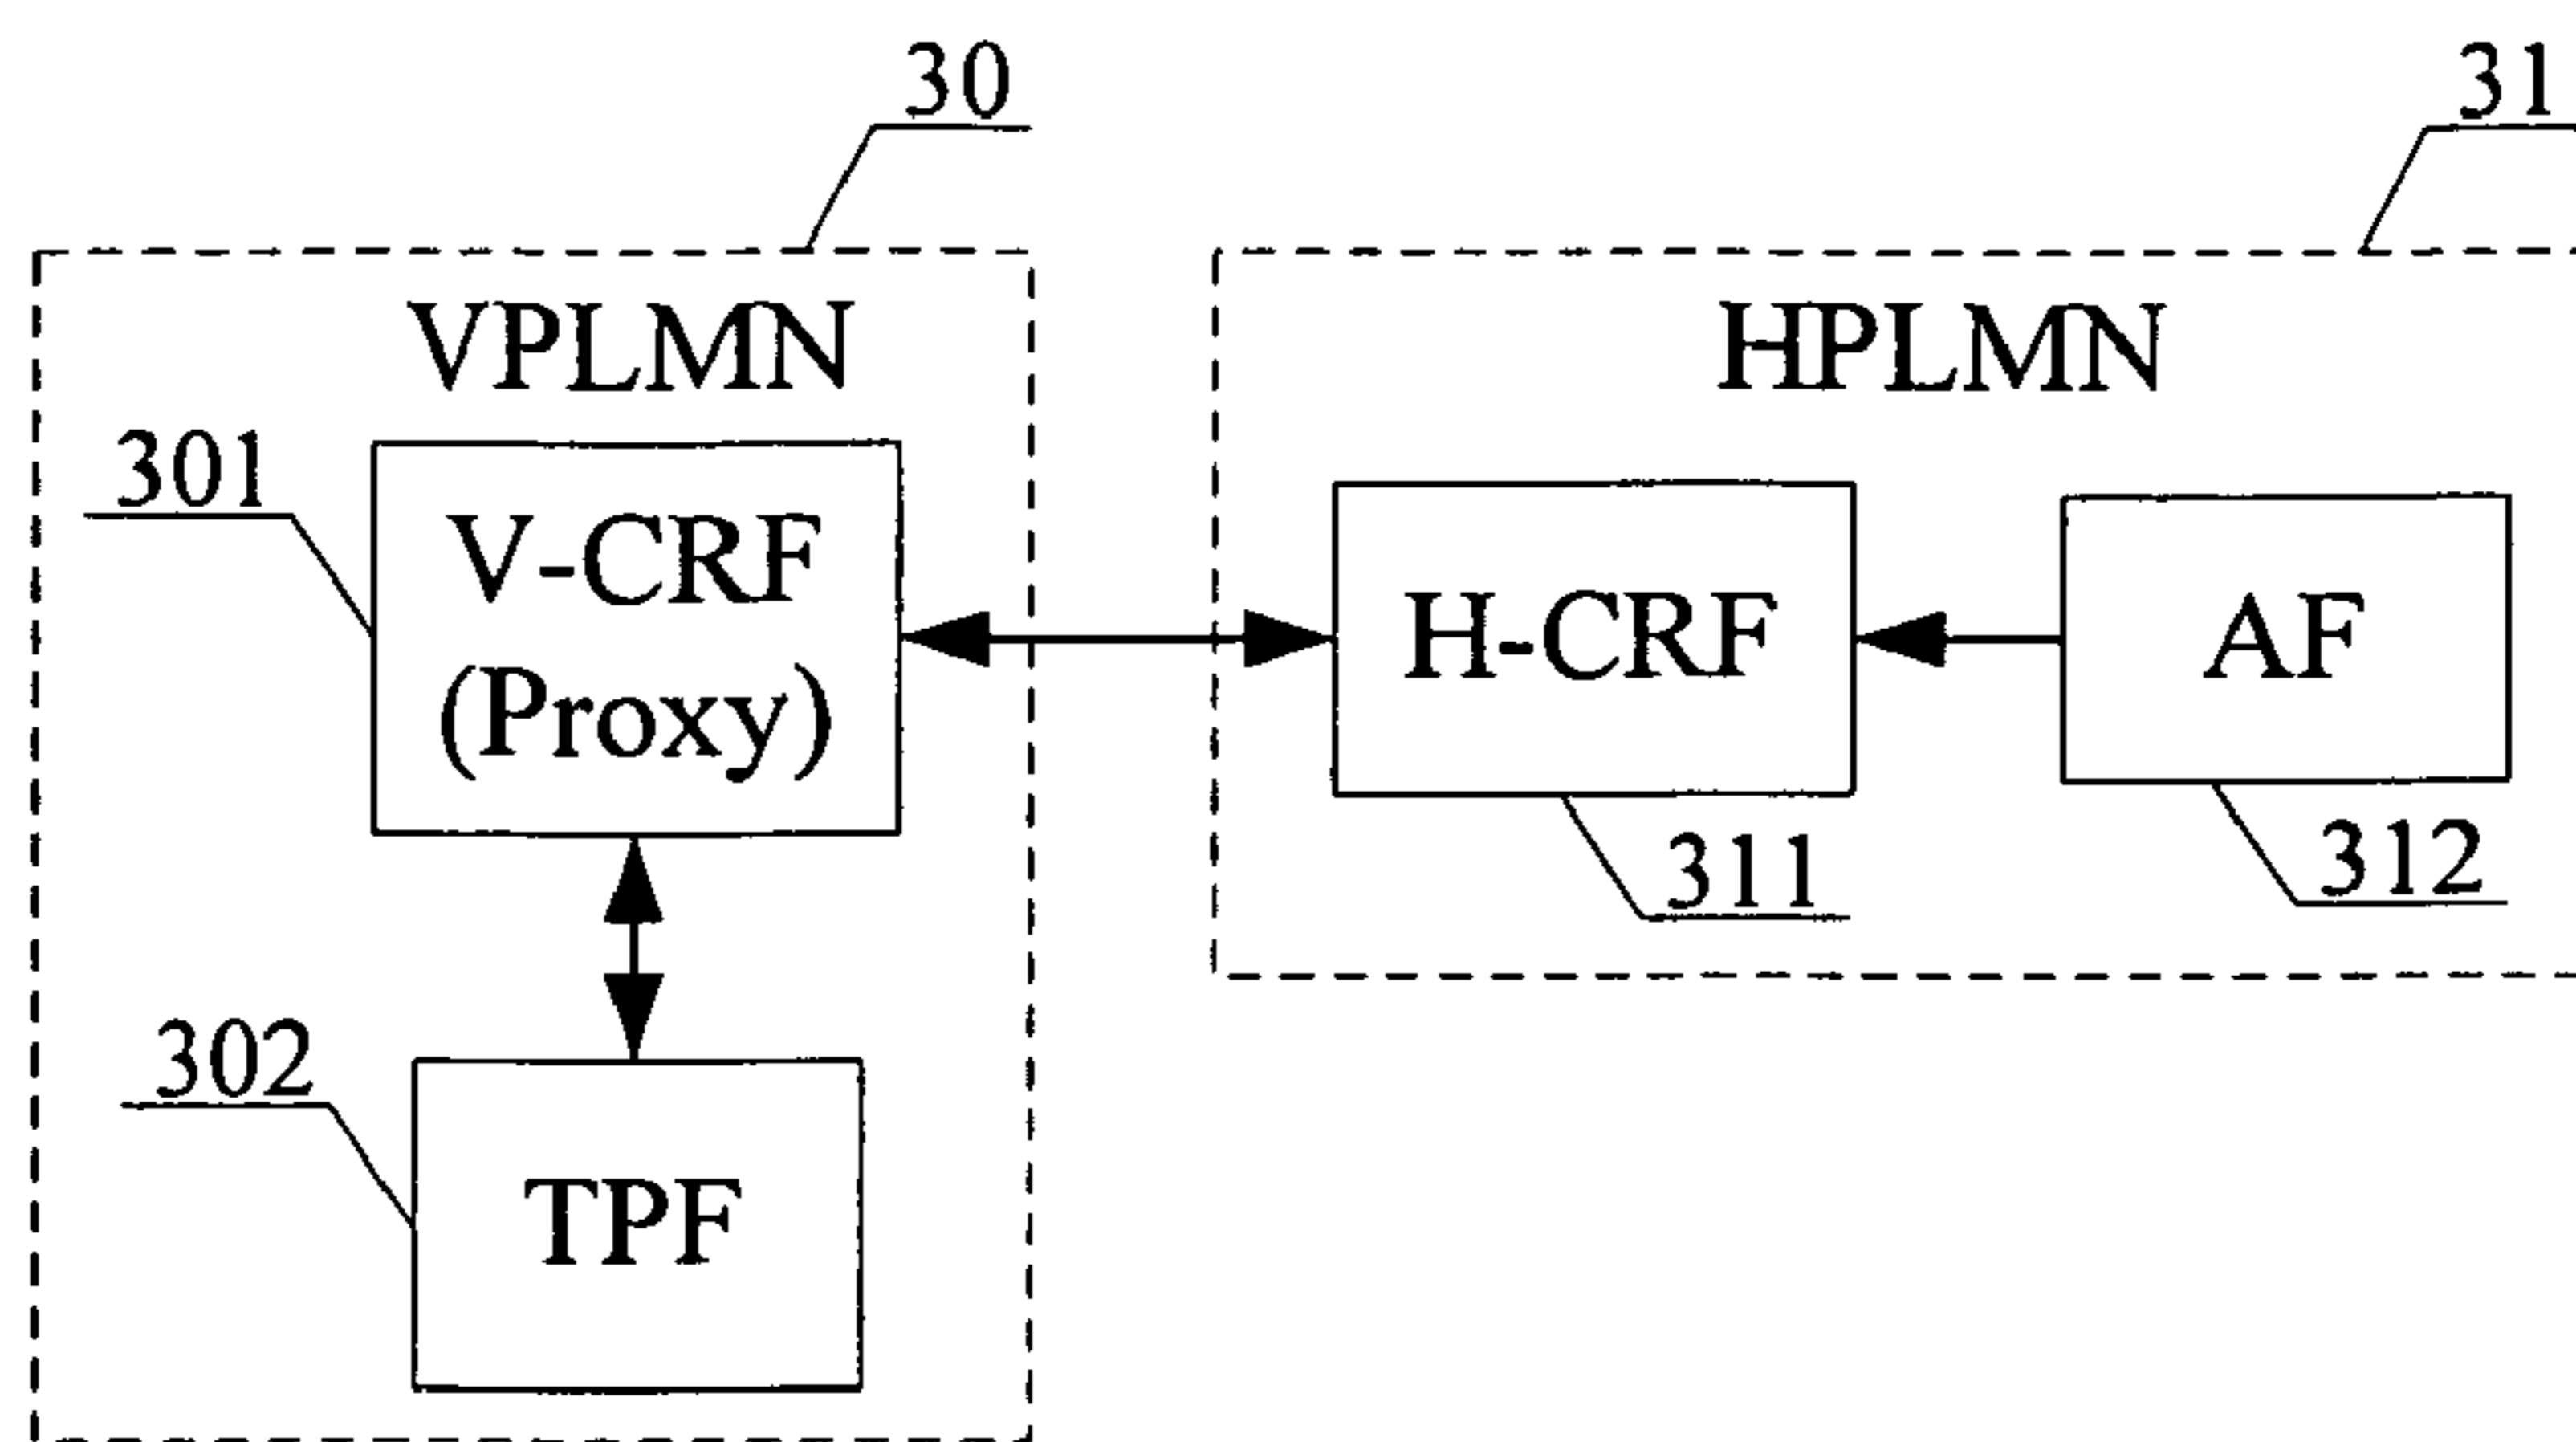 30
31
VPLMN
HPLMN
301
V-CRF
(Proxy)
H-CRF
AF
311
312
302
TPF